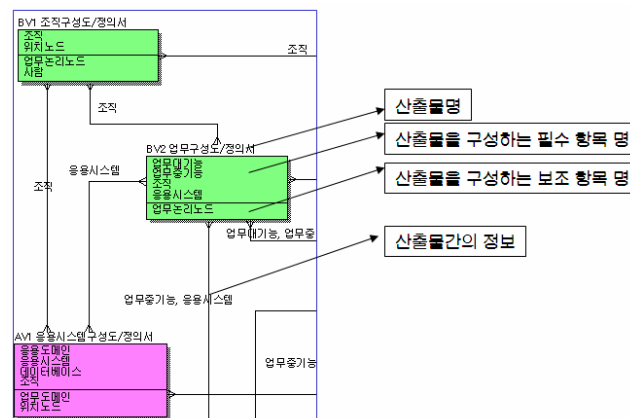 BV1 조직구성도/정의서
조직
위치노드
업무논리노드
사람
조직
조직
BV2 업무구성도/정의서
업무대기능
업무중기능
조직
응용시스템
업무논리노드
응용시스템
조직
업무대기능, 업무중
업무중기능, 응용시스템
AV1 응용시스템구성도/정의서
응용도메인
응용시스템
데이터베이스
조직
업무도메인
위치노드
업무중기능
산출물명
산출물을 구성하는 필수 항목 명
산출물을 구성하는 보조 항목 명
산출물간의 정보